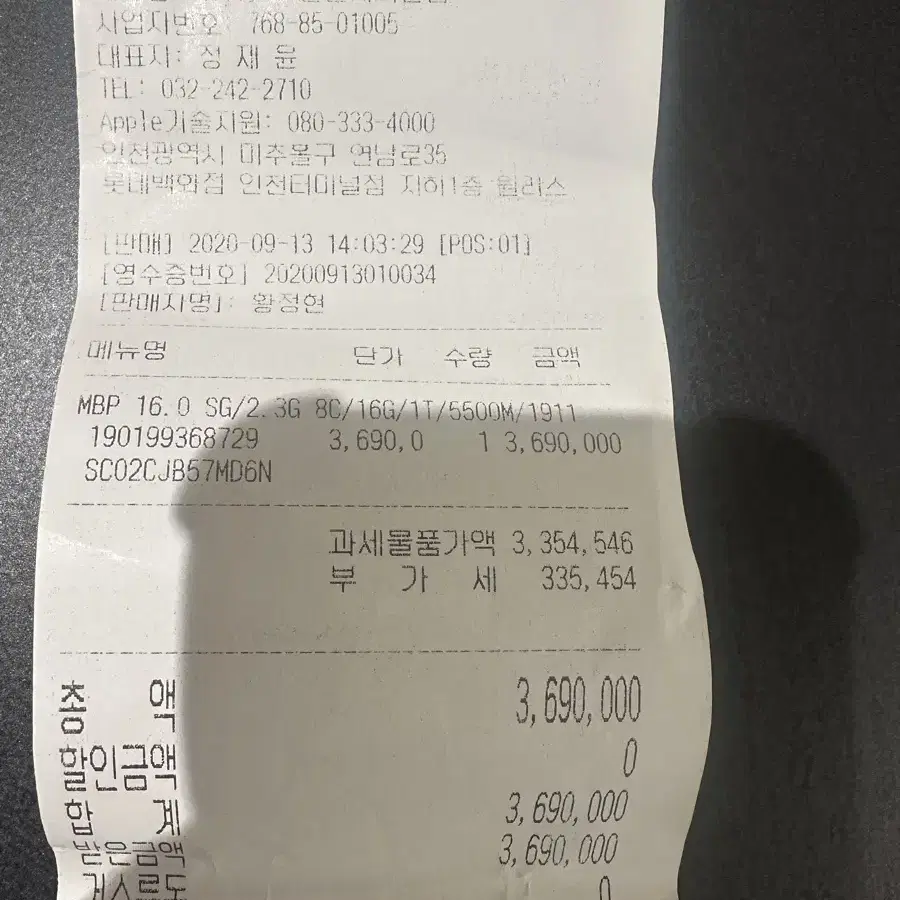 사업자번호 768-85-01005
대표자: 정 재 윤
TEL: 032-242-2710
Apple기술지원: 080-333-4000
인천광역시 미추홀구 연남로35
롯데백화점 인천터미널점 지하1층 윌리스
[판매] 2020-09-13 14:03:29 [POS:01]
[영수증번호] 20200913010034
[판매자명]: 황정현
메뉴명 단가 수량 금액
MBP 16.0 SG/2.3G 8C/16G/1T/5500M/1911
190199368729 3,690,0 1 3,690,000
SC02CJB57MD6N
과세물품가액 3,354,546
부 가 세 335,454
총 액 3,690,000
할인금액 0
합 계 3,690,000
받은금액 3,690,000
거스름돈 0